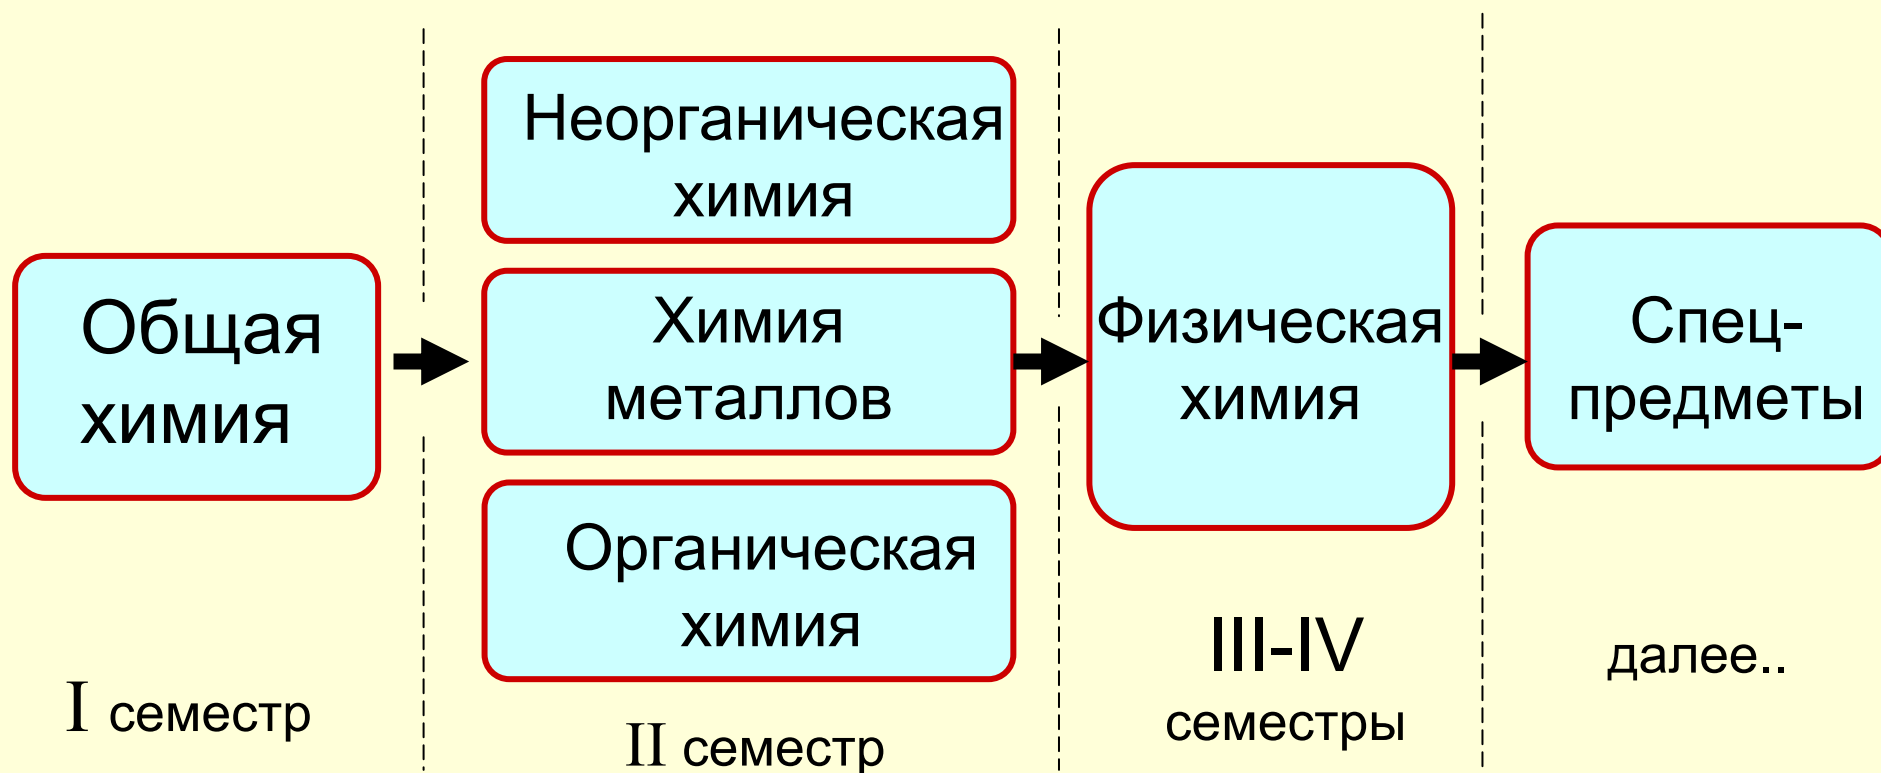 Общая
химия
I семестр
Неорганическая
химия
Химия
металлов
Органическая
химия
II семестр
Физическая
химия
III-IV
семестры
Спец-
предметы
далее..